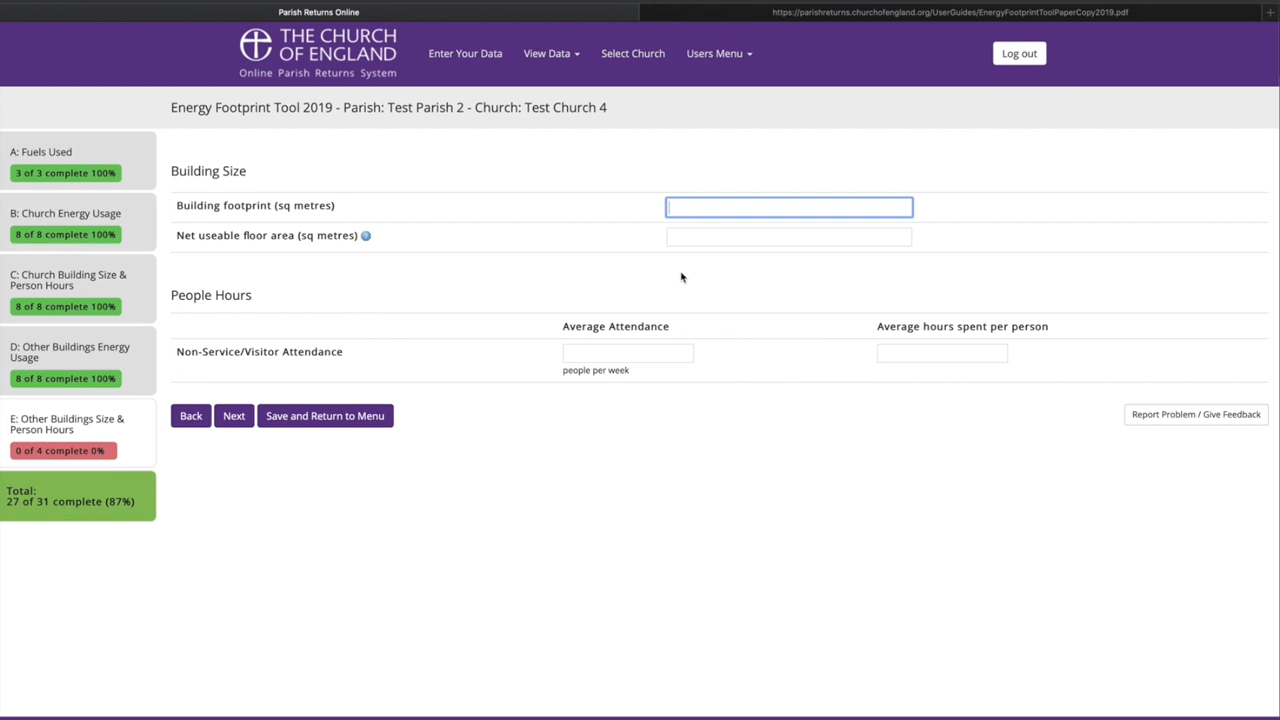 Parish Returns Online
https://parishreturns.churchofengland.org/UserGuides/EnergyFootprintToolPaperCopy2019.pdf
THE CHURCH
OF ENGLAND
Online Parish Returns System
Enter Your Data
View Data
Select Church
Users Menu
Log out
Energy Footprint Tool 2019 - Parish: Test Parish 2 - Church: Test Church 4
A: Fuels Used
3 of 3 complete 100%
B: Church Energy Usage
8 of 8 complete 100%
C: Church Building Size &
Person Hours
8 of 8 complete 100%
D: Other Buildings Energy
Usage
8 of 8 complete 100%
E: Other Buildings Size &
Person Hours
0 of 4 complete 0%
Total:
27 of 31 complete (87%)
Building Size
Building footprint (sq metres)
Net useable floor area (sq metres) ?
People Hours
Average Attendance
Average hours spent per person
Non-Service/Visitor Attendance
people per week
Back
Next
Save and Return to Menu
Report Problem / Give Feedback